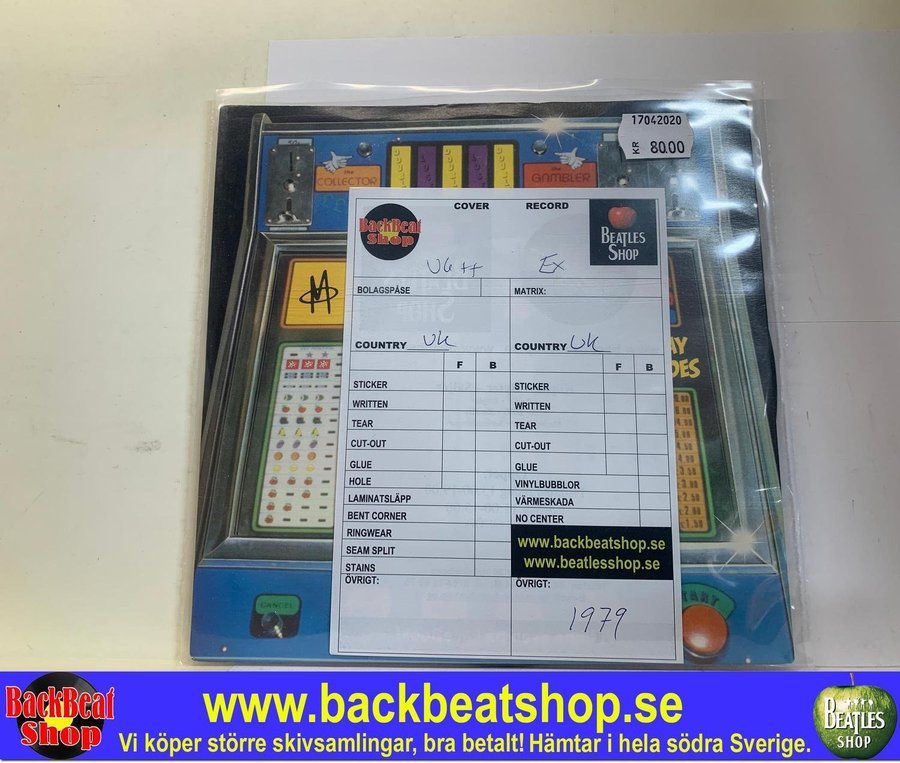 17042020
KR 80.00
the COLLECTOR
the GAMBLER
COVER RECORD
BackBeat Shop
BEATLES SHOP
VG++ Ex
BOLAGSPÅSE MATRIX:
COUNTRY UK COUNTRY UK
F B F B
STICKER STICKER
WRITTEN WRITTEN
TEAR TEAR
CUT-OUT CUT-OUT
GLUE GLUE
HOLE VINYLBUBBLOR
LAMINATSLÄPP VÄRMESKADA
BENT CORNER NO CENTER
RINGWEAR
SEAM SPLIT
STAINS
www.backbeatshop.se
www.beatlesshop.se
ÖVRIGT: ÖVRIGT:
1979
CANCEL
START
BackBeat Shop
www.backbeatshop.se
Vi köper större skivsamlingar, bra betalt! Hämtar i hela södra Sverige.
BEATLES SHOP